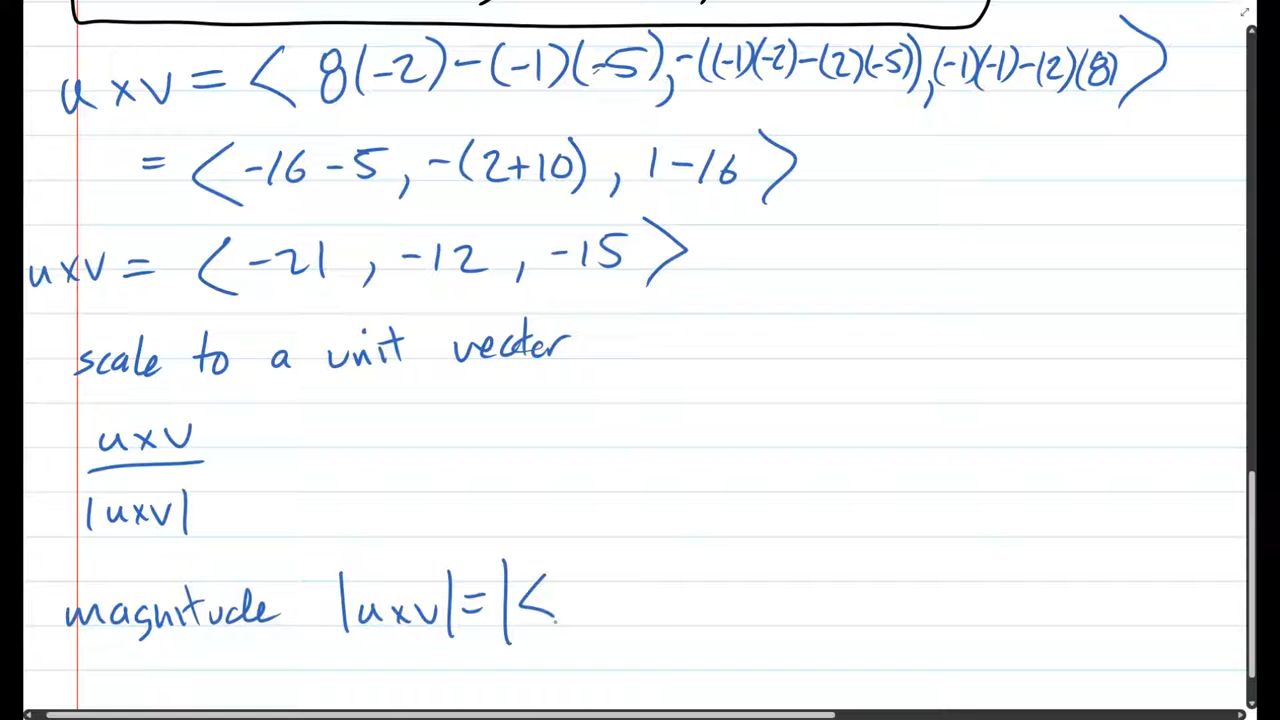 u×v = < 8(-2)-(-1)(-5), -((-1)(-2)-(2)(-5)), (-1)(-1)-(2)(8) >
= < -16-5, -(2+10), 1-16 >
u×v = < -21, -12, -15 >
scale to a unit vector
u×v
|u×v|
magnitude |u×v| = |<